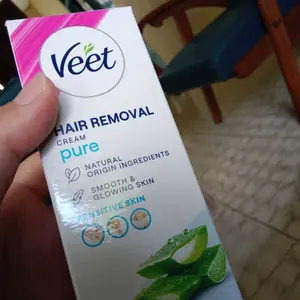 Veet
HAIR REMOVAL
CREAM
pure
NATURAL
ORIGIN INGREDIENTS
SMOOTH &
GLOWING SKIN
SENSITIVE SKIN